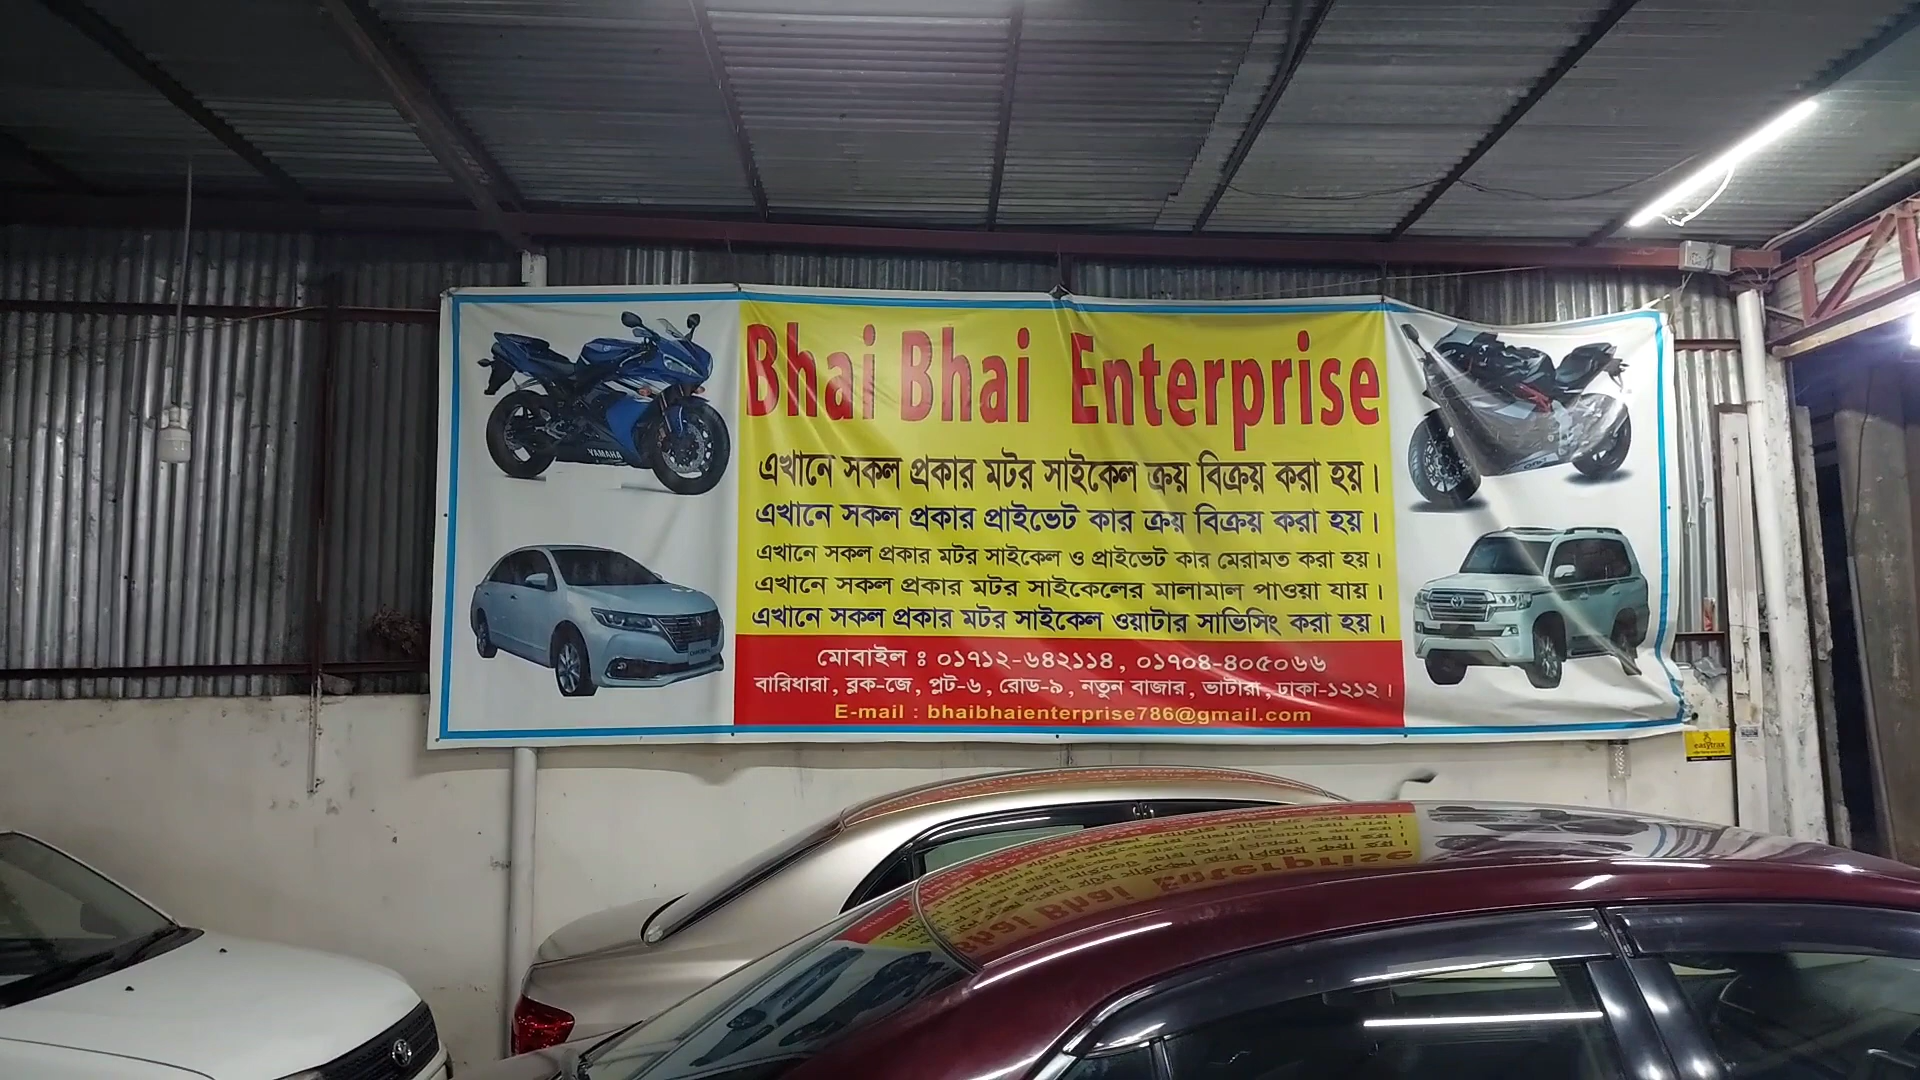 Bhai Bhai Enterprise
এখানে সকল প্রকার মটর সাইকেল ক্রয় বিক্রয় করা হয়।
এখানে সকল প্রকার প্রাইভেট কার ক্রয় বিক্রয় করা হয়।
এখানে সকল প্রকার মটর সাইকেল ও প্রাইভেট কার মেরামত করা হয়।
এখানে সকল প্রকার মটর সাইকেলের মালামাল পাওয়া যায়।
এখানে সকল প্রকার মটর সাইকেল ওয়াটার সার্ভিসিং করা হয়।
মোবাইল ঃ ০১৭১২-৬৪২১১৪, ০১৭০৪-৪০৫০৬৬
বারিধারা, ব্লক-জে, প্লট-৬, রোড-৯, নতুন বাজার, ভাটারা, ঢাকা-১২১২।
E-mail : bhaibhaienterprise786@gmail.com
YAMAHA
easytrax